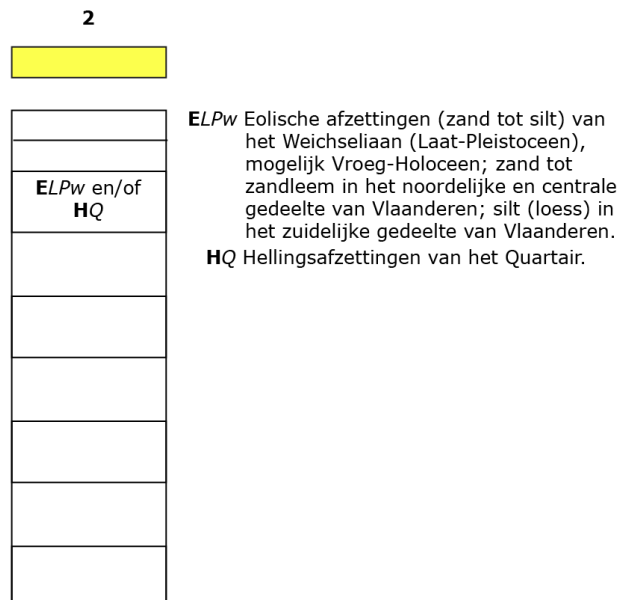 2
ELPw en/of
HQ
ELPw Eolische afzettingen (zand tot silt) van
het Weichseliaan (Laat-Pleistoceen),
mogelijk Vroeg-Holoceen; zand tot
zandleem in het noordelijke en centrale
gedeelte van Vlaanderen; silt (loess) in
het zuidelijke gedeelte van Vlaanderen.
HQ Hellingsafzettingen van het Quartair.